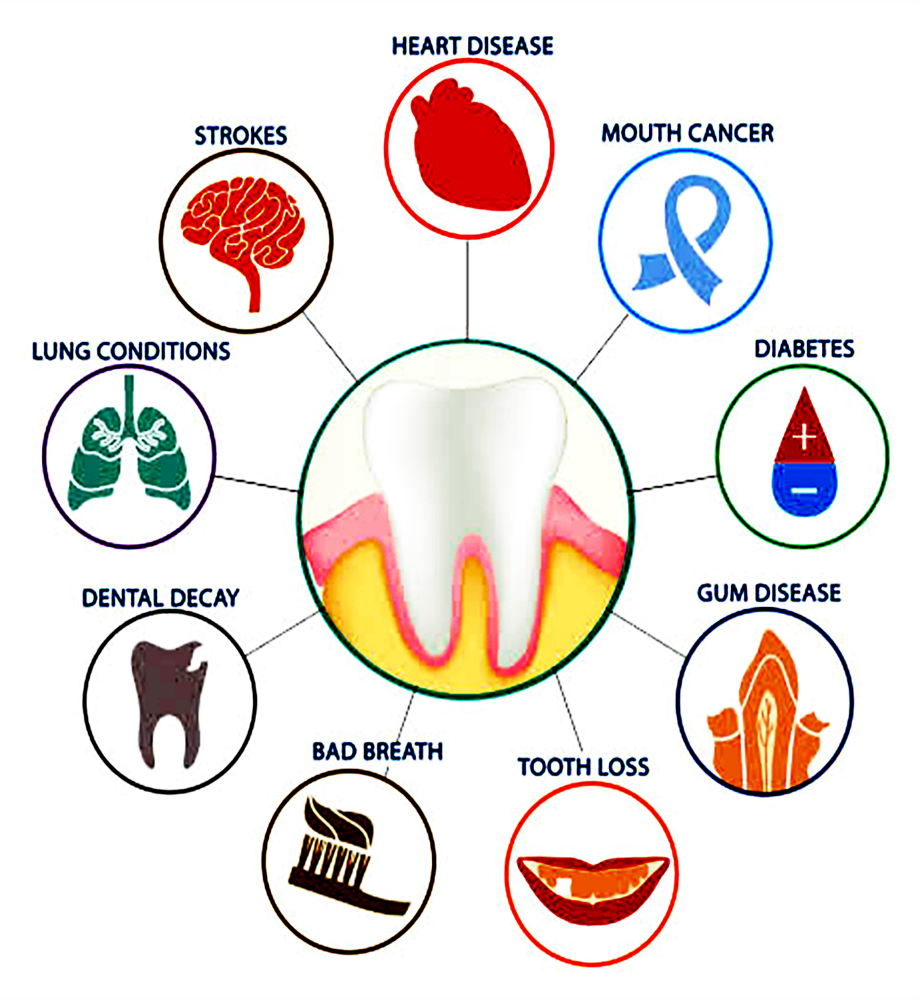 HEART DISEASE
STROKES
MOUTH CANCER
LUNG CONDITIONS
DIABETES
+
-
DENTAL DECAY
GUM DISEASE
BAD BREATH
TOOTH LOSS